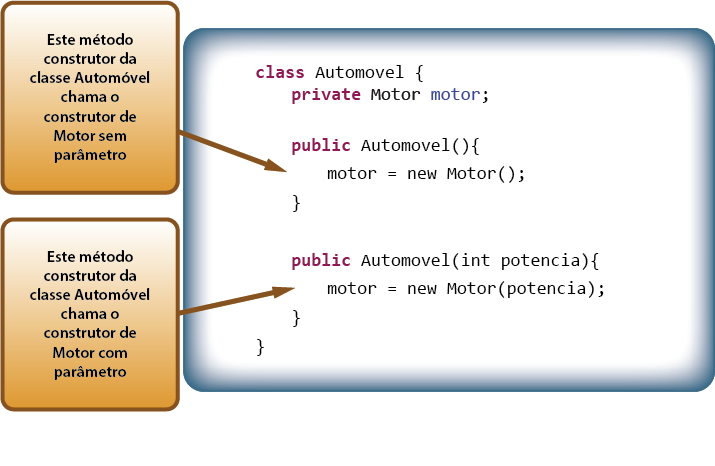 Este método
construtor da
classe Automóvel
chama o
construtor de
Motor sem
parâmetro
Este método
construtor da
classe Automóvel
chama o
construtor de
Motor com
parâmetro
class Automovel {
private Motor motor;
public Automovel(){
motor = new Motor();
}
public Automovel(int potencia){
motor = new Motor(potencia);
}
}